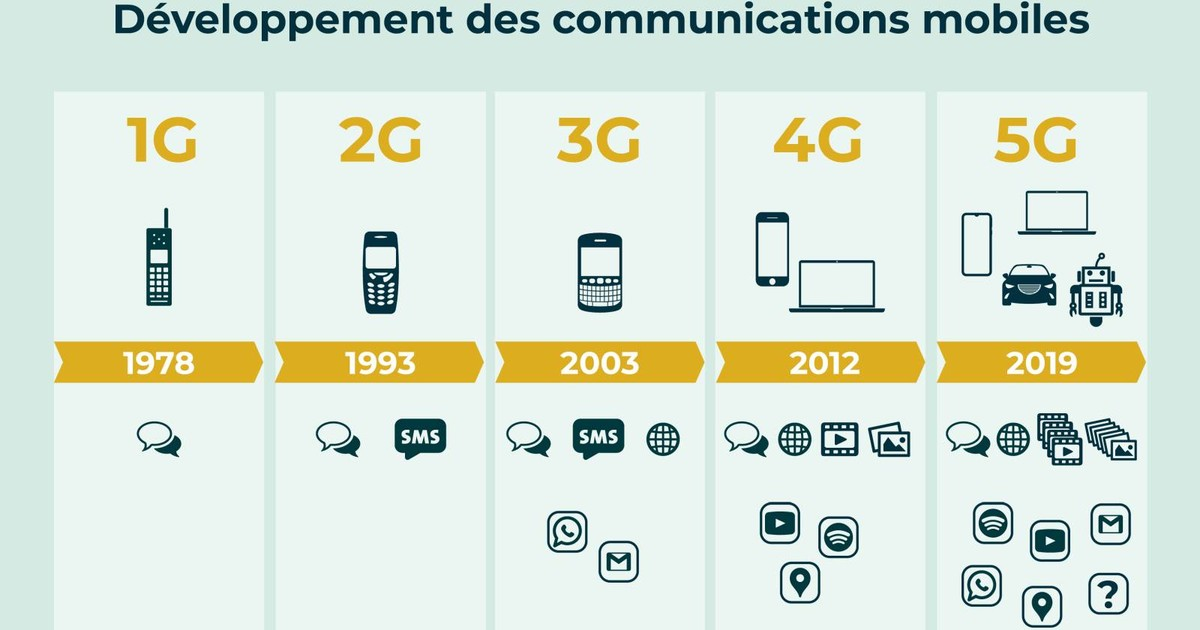 Développement des communications mobiles
1G 2G 3G 4G 5G
1978 1993 2003 2012 2019
SMS SMS
?